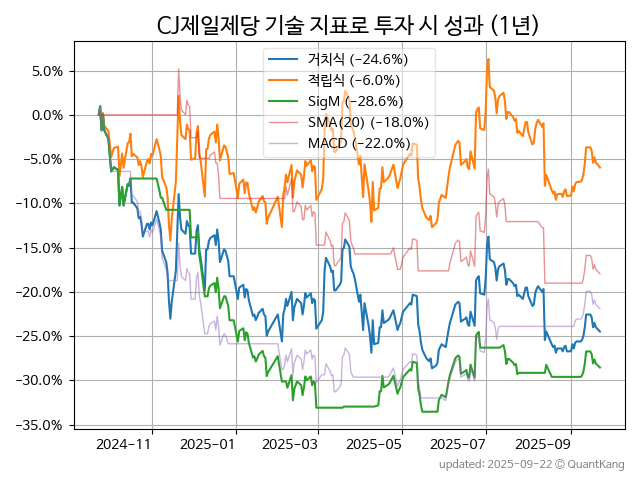 CJ제일제당 기술 지표로 투자 시 성과 (1년)
거치식 (−24.6%)
적립식 (−6.0%)
SigM (−28.6%)
SMA(20) (−18.0%)
MACD (−22.0%)
5.0%
0.0%
−5.0%
−10.0%
−15.0%
−20.0%
−25.0%
−30.0%
−35.0%
2024−11 2025−01 2025−03 2025−05 2025−07 2025−09
updated: 2025−09−22 © QuantKang